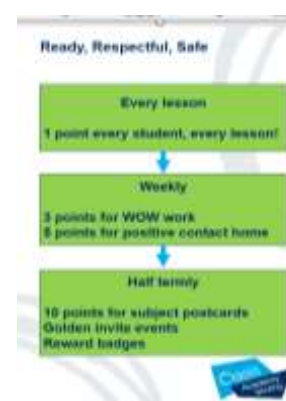 Ready, Respectful, Safe
Every lesson
1 point every student, every lesson!
Weekly
3 points for WOW work
5 points for positive contact home
Half termly
10 points for subject postcards
Golden invite events
Reward badges
Academy